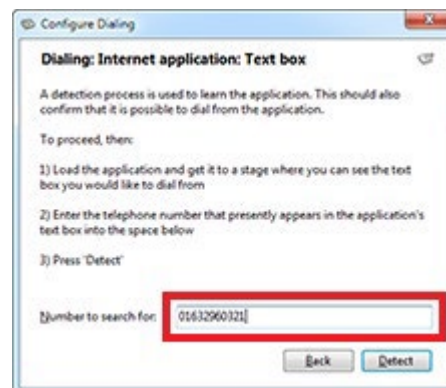 Configure Dialing
Dialing: Internet application: Text box
A detection process is used to learn the application. This should also
confirm that it is possible to dial from the application.
To proceed, then:
1) Load the application and get it to a stage where you can see the text
box you would like to dial from
2) Enter the telephone number that presently appears in the application's
text box into the space below
3) Press 'Detect'
Number to search for: 01632960321
Back Detect